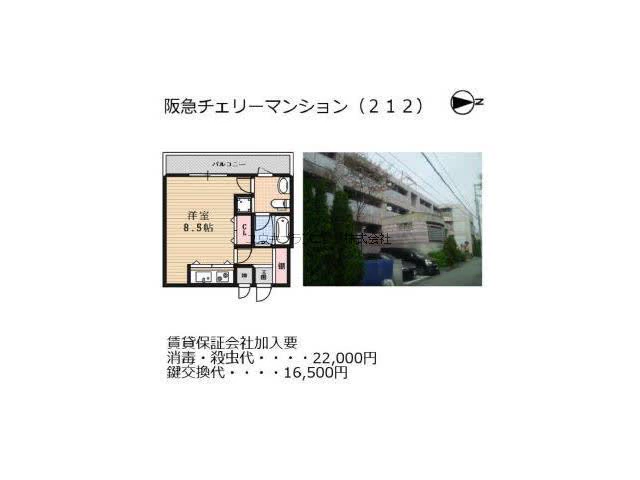 阪急チェリーマンション（２１２）
N
バルコニー
洋室
8.5帖
CL
玄関
賃貸保証会社加入要
消毒・殺虫代・・・・22,000円
鍵交換代・・・・16,500円